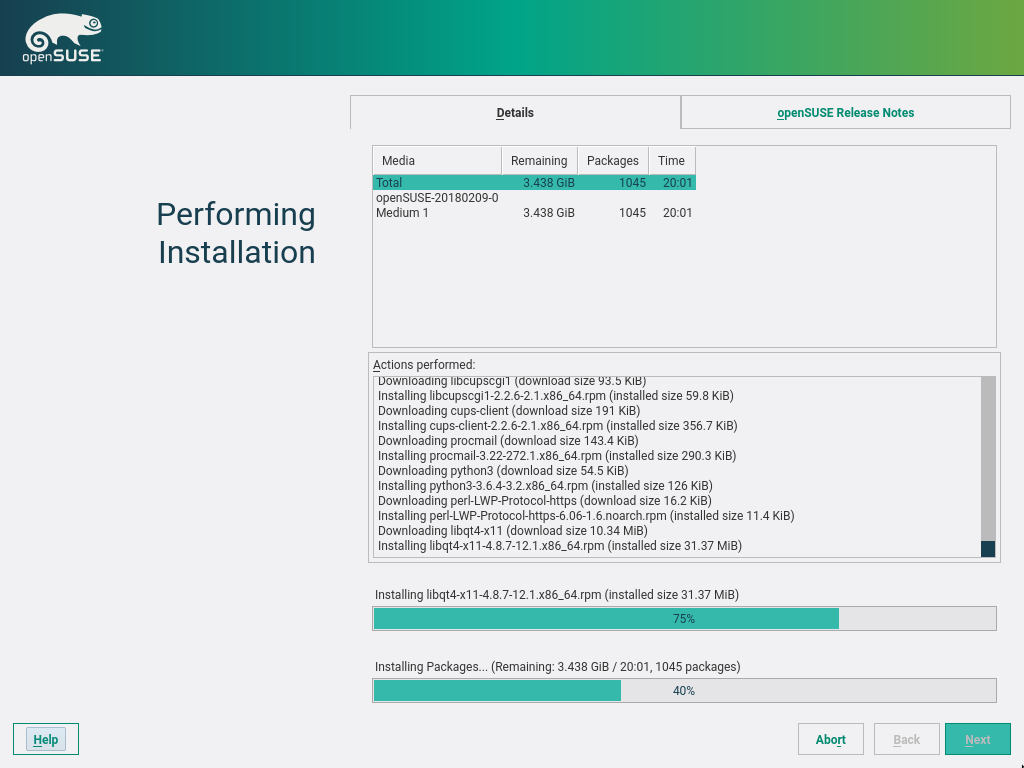 openSUSE
Details
openSUSE Release Notes
Media Remaining Packages Time
Total 3.438 GiB 1045 20:01
openSUSE-20180209-0
Medium 1 3.438 GiB 1045 20:01
Performing
Installation
Actions performed:
Downloading libcupscgi1 (download size 93.5 KiB)
Installing libcupscgi1-2.2.6-2.1.x86_64.rpm (installed size 59.8 KiB)
Downloading cups-client (download size 191 KiB)
Installing cups-client-2.2.6-2.1.x86_64.rpm (installed size 356.7 KiB)
Downloading procmail (download size 143.4 KiB)
Installing procmail-3.22-272.1.x86_64.rpm (installed size 290.3 KiB)
Downloading python3 (download size 54.5 KiB)
Installing python3-3.6.4-3.2.x86_64.rpm (installed size 126 KiB)
Downloading perl-LWP-Protocol-https (download size 16.2 KiB)
Installing perl-LWP-Protocol-https-6.06-1.6.noarch.rpm (installed size 11.4 KiB)
Downloading libqt4-x11 (download size 10.34 MiB)
Installing libqt4-x11-4.8.7-12.1.x86_64.rpm (installed size 31.37 MiB)
Installing libqt4-x11-4.8.7-12.1.x86_64.rpm (installed size 31.37 MiB)
75%
Installing Packages... (Remaining: 3.438 GiB / 20:01, 1045 packages)
40%
Help
Abort
Back
Next